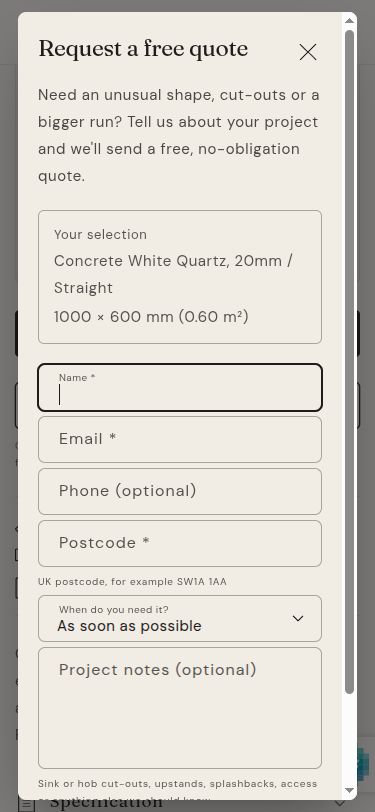 Request a free quote
Need an unusual shape, cut-outs or a
bigger run? Tell us about your project
and we'll send a free, no-obligation
quote.
Your selection
Concrete White Quartz, 20mm /
Straight
1000 × 600 mm (0.60 m²)
Name *
Email *
Phone (optional)
Postcode *
UK postcode, for example SW1A 1AA
When do you need it?
As soon as possible
Project notes (optional)
Sink or hob cut-outs, upstands, splashbacks, access
Specification